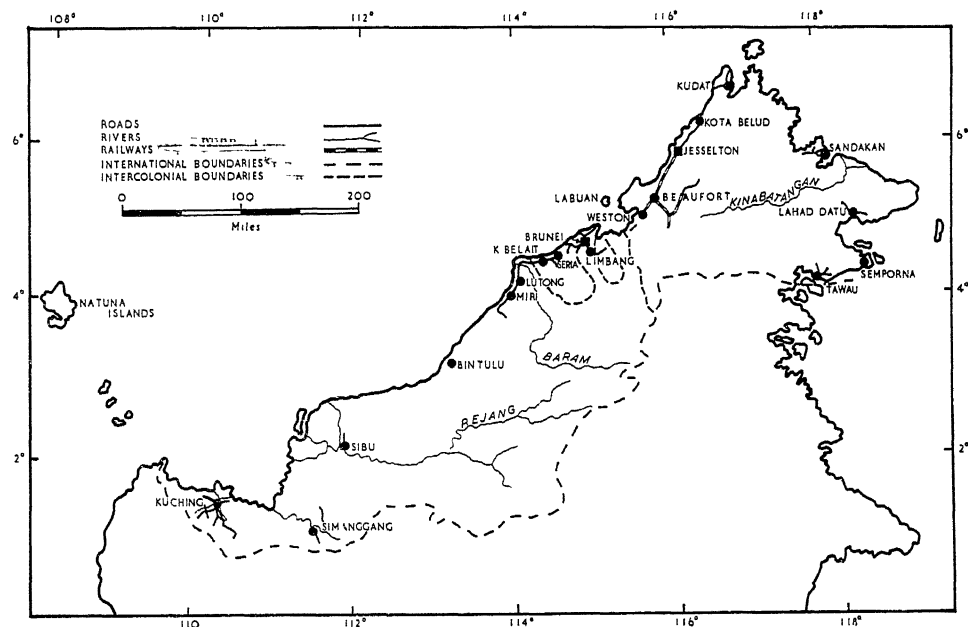 108°
110°
112°
114°
116°
118°
KUDAT
KOTA BELUD
ROADS
RIVERS
RAILWAYS
INTERNATIONAL BOUNDARIES
INTERCOLONIAL BOUNDARIES
6°
6°
JESSELTON
SANDAKAN
0 100 200
Miles
LABUAN
BEAUFORT
KINABATANGAN
WESTON
LAHAD DATU
BRUNEI
K BELAIT
SERIA
LIMBANG
SEMPORNA
LUTONG
TAWAU
4°
4°
MIRI
NATUNA
ISLANDS
BINTULU
BARAM
REJANG
SIBU
2°
2°
KUCHING
SIMANGGANG
110
112°
114°
116°
118°